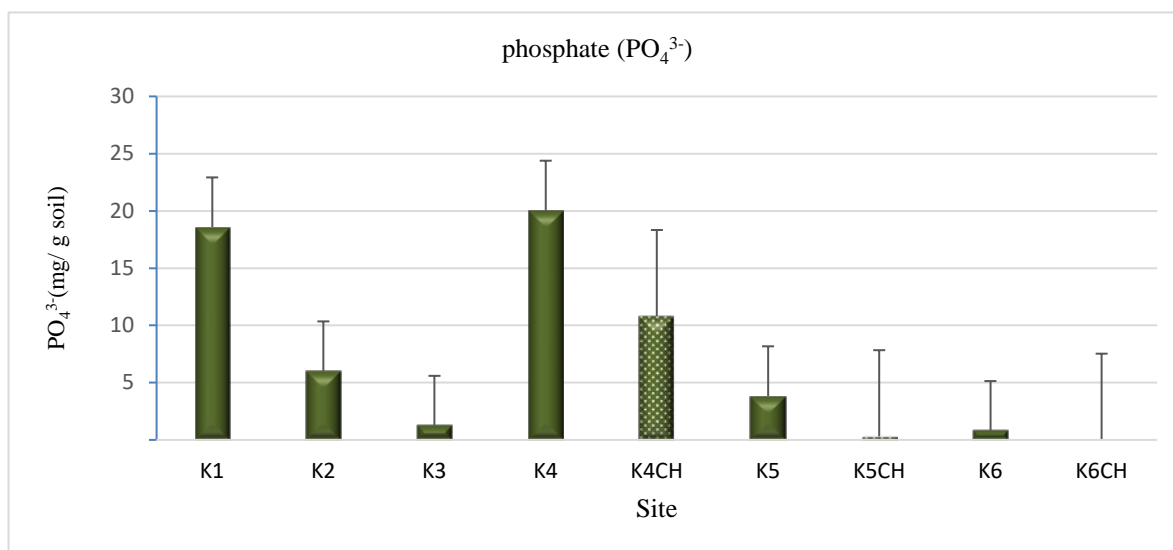 phosphate (PO₄³⁻)
30
25
20
15
10
5
PO₄³⁻(mg/ g soil)
K1 K2 K3 K4 K4CH K5 K5CH K6 K6CH
Site